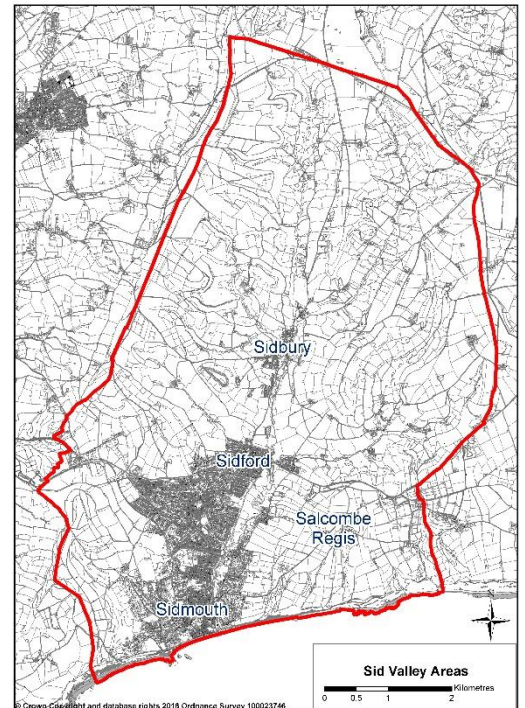 Sidbury
Sidford
Salcombe
Regis
Sidmouth
Sid Valley Areas
Kilometres
0 0.5 1 2
© Crown Copyright and database rights 2016 Ordnance Survey 100023746